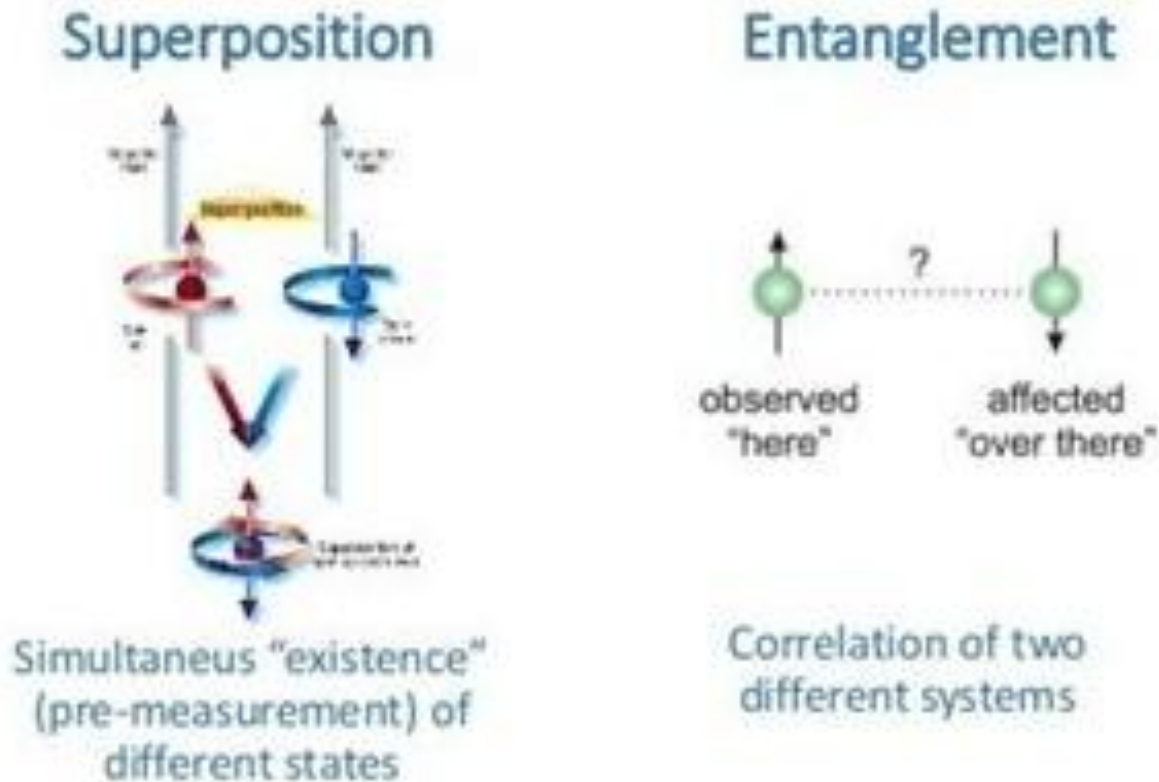 Superposition
Entanglement
Superposition
?
observed
"here"
affected
"over there"
Simultaneus "existence"
(pre-measurement) of
different states
Correlation of two
different systems